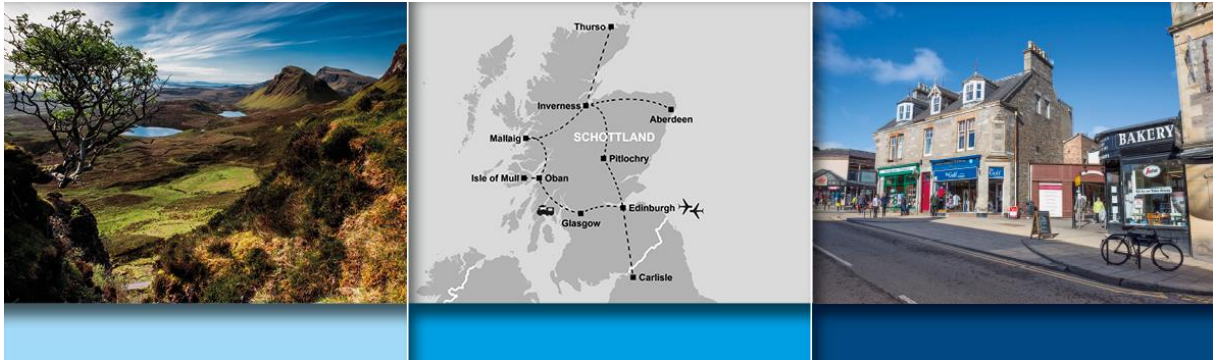 Thurso
Inverness
Aberdeen
Mallaig
SCHOTTLAND
Pitlochry
Isle of Mull
Oban
Edinburgh
Glasgow
Carlisle
BAKERY